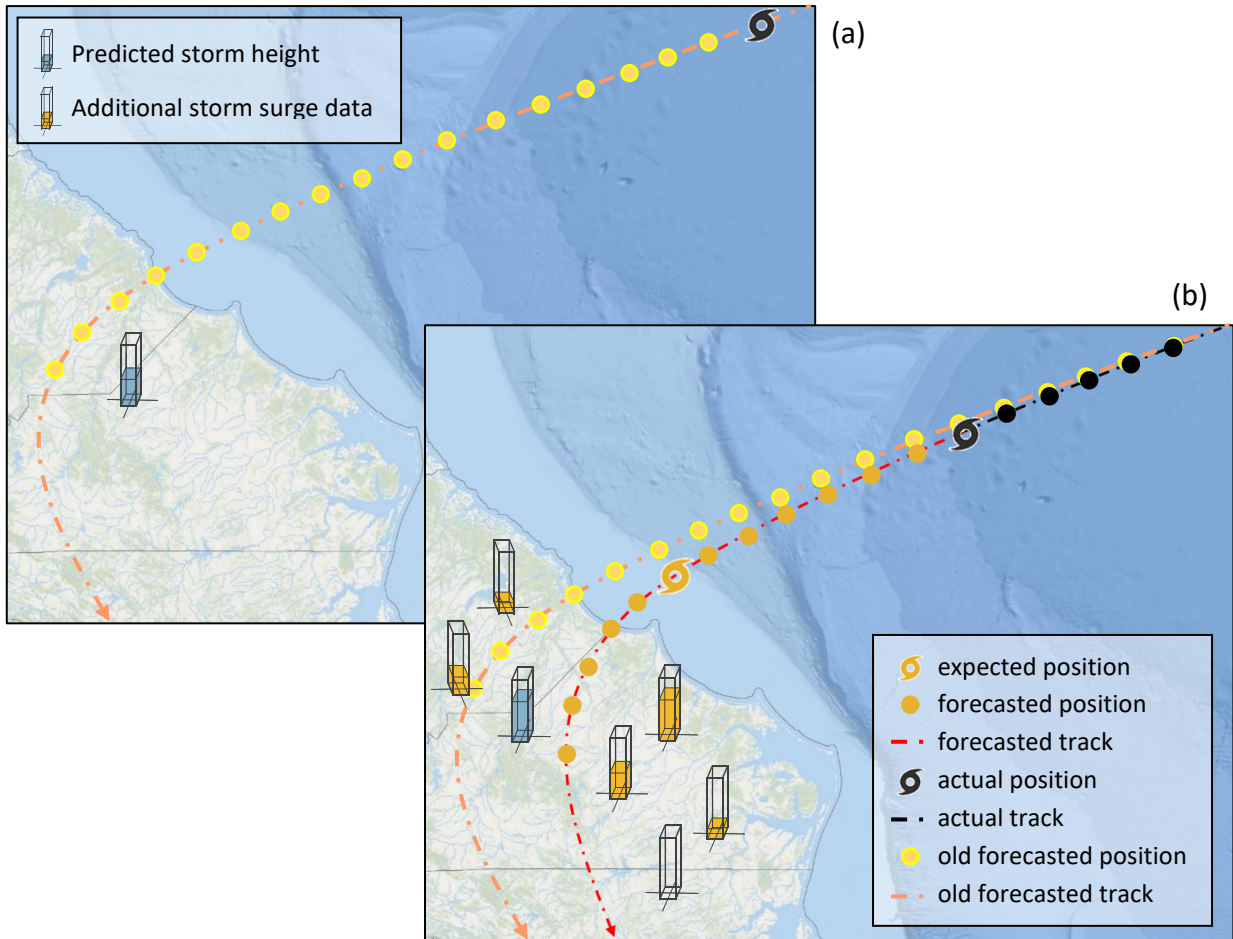 Predicted storm height
Additional storm surge data
(a)
(b)
expected position
forecasted position
forecasted track
actual position
actual track
old forecasted position
old forecasted track